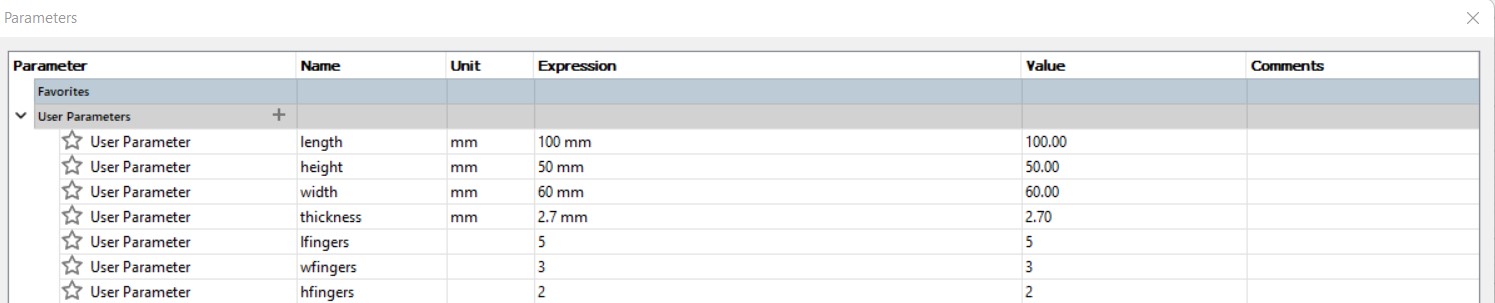 Parameters
Parameter Name Unit Expression Value Comments
Favorites
User Parameters +
User Parameter length mm 100 mm 100.00
User Parameter height mm 50 mm 50.00
User Parameter width mm 60 mm 60.00
User Parameter thickness mm 2.7 mm 2.70
User Parameter lfingers 5 5
User Parameter wfingers 3 3
User Parameter hfingers 2 2